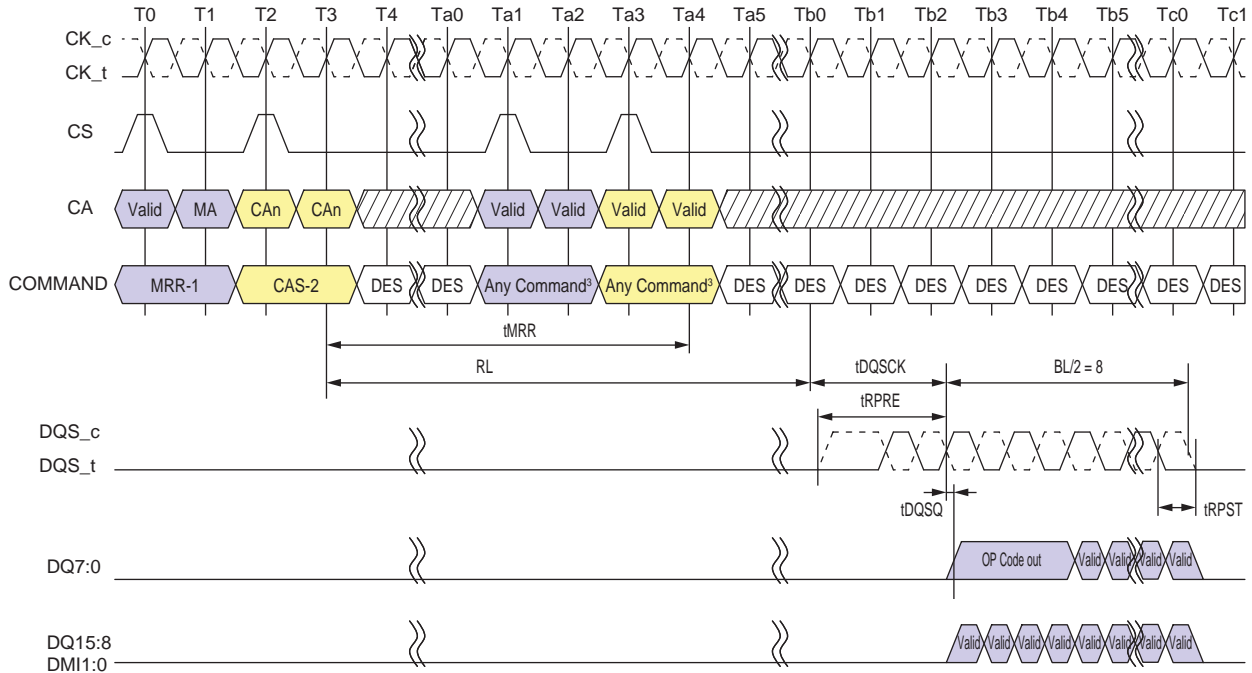 T0 T1 T2 T3 T4 Ta0 Ta1 Ta2 Ta3 Ta4 Ta5 Tb0 Tb1 Tb2 Tb3 Tb4 Tb5 Tc0 Tc1
CK_c
CK_t
CS
CA Valid MA CAn CAn Valid Valid Valid Valid
COMMAND MRR-1 CAS-2 DES DES Any Command³ Any Command³ DES DES DES DES DES DES DES DES DES
tMRR
RL tDQSCK BL/2 = 8
tRPRE
DQS_c
DQS_t
tDQSQ tRPST
DQ7:0 OP Code out Valid Valid Valid Valid
DQ15:8 Valid Valid Valid Valid Valid Valid Valid Valid
DMI1:0